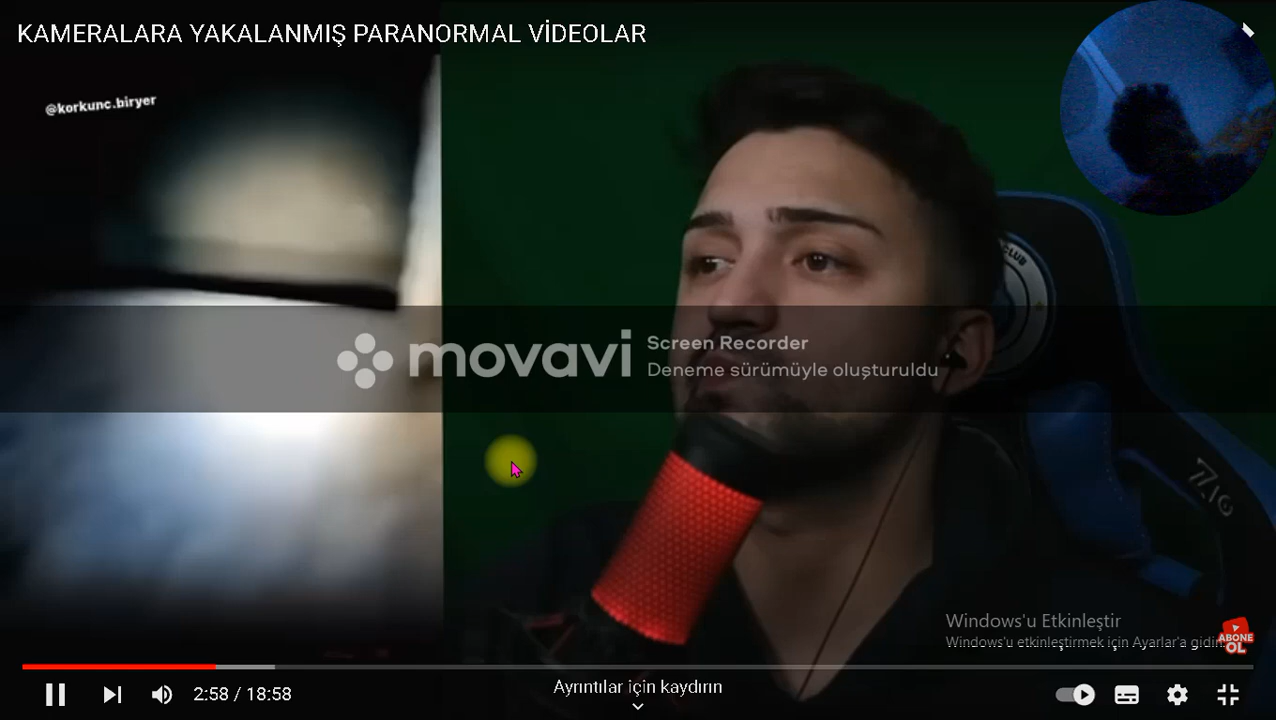 KAMERALARA YAKALANMIŞ PARANORMAL VİDEOLAR
@korkunc.biryer
CLUB
movavi
Screen Recorder
Deneme sürümüyle oluşturuldu
Windows'u Etkinleştir
Windows'u etkinleştirmek için Ayarlar'a gidin
ABONE
OL
2:58 / 18:58
Ayrıntılar için kaydırın